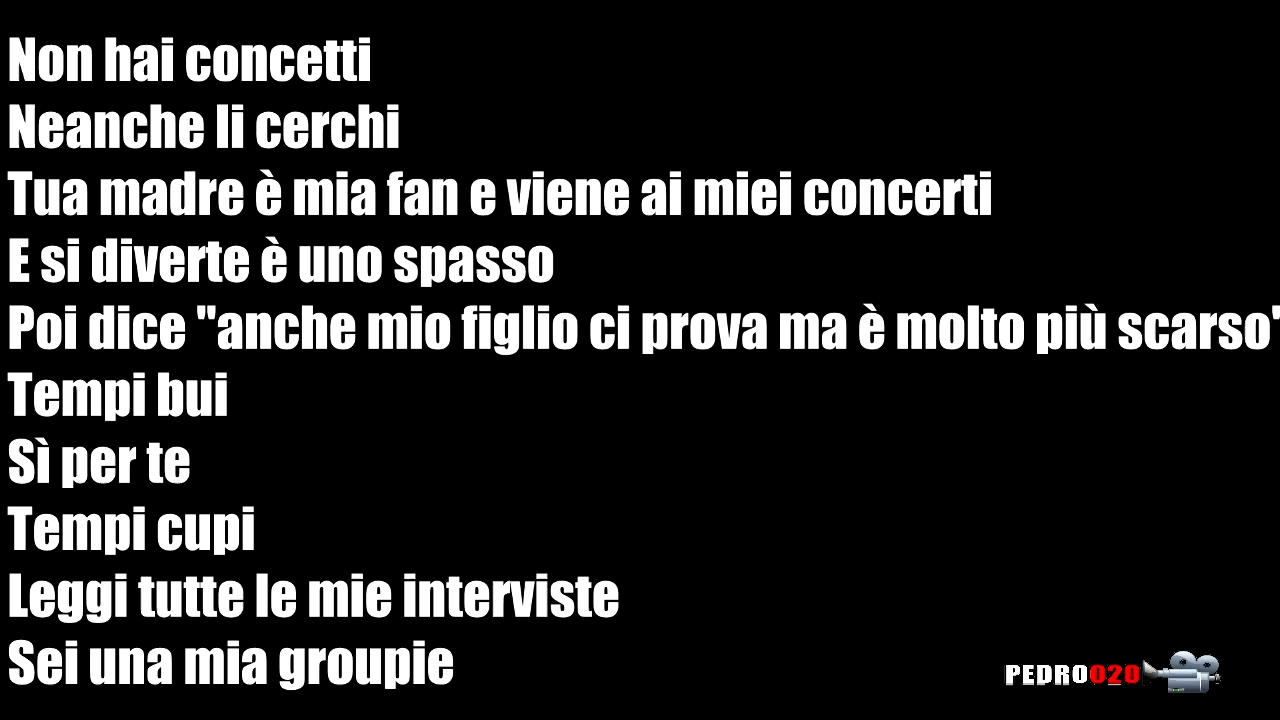 Non hai concetti
Neanche li cerchi
Tua madre è mia fan e viene ai miei concerti
E si diverte è uno spasso
Poi dice "anche mio figlio ci prova ma è molto più scarso"
Tempi bui
Sì per te
Tempi cupi
Leggi tutte le mie interviste
Sei una mia groupie
PEDRO020